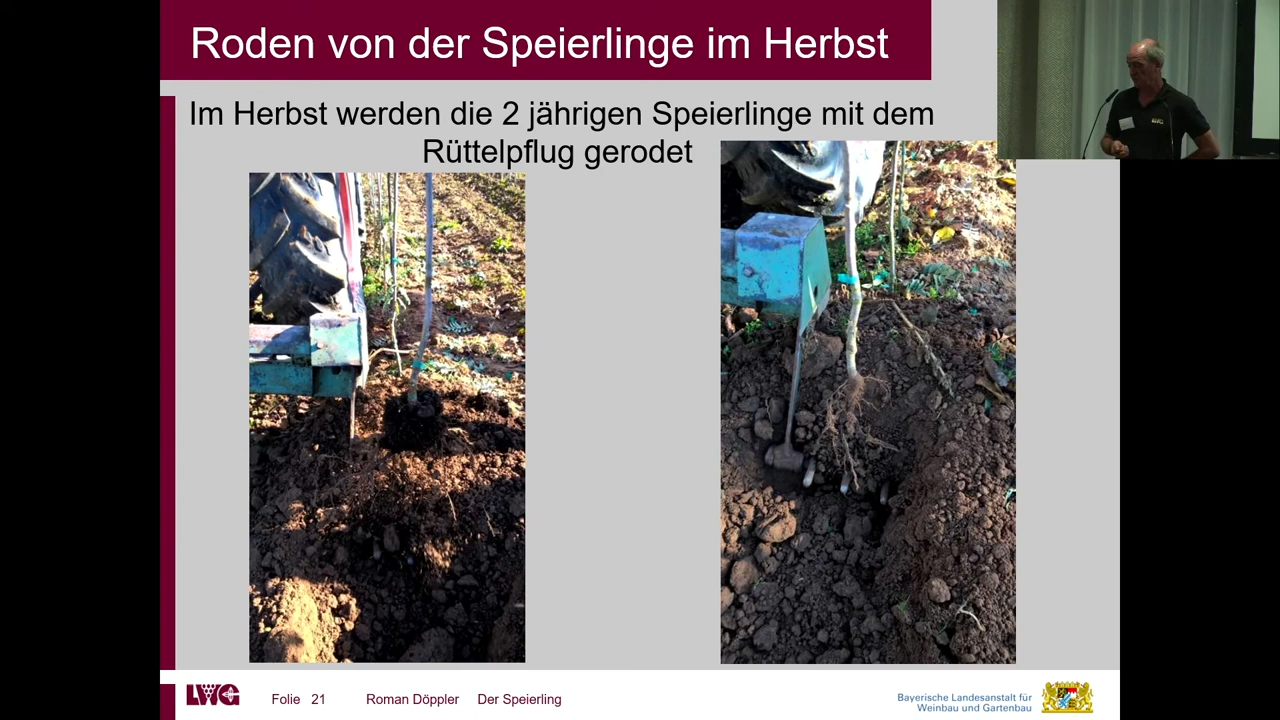 Roden von der Speierlinge im Herbst
Im Herbst werden die 2 jährigen Speierlinge mit dem
Rüttelpflug gerodet
LWG
Folie 21 Roman Döppler Der Speierling
Bayerische Landesanstalt für
Weinbau und Gartenbau